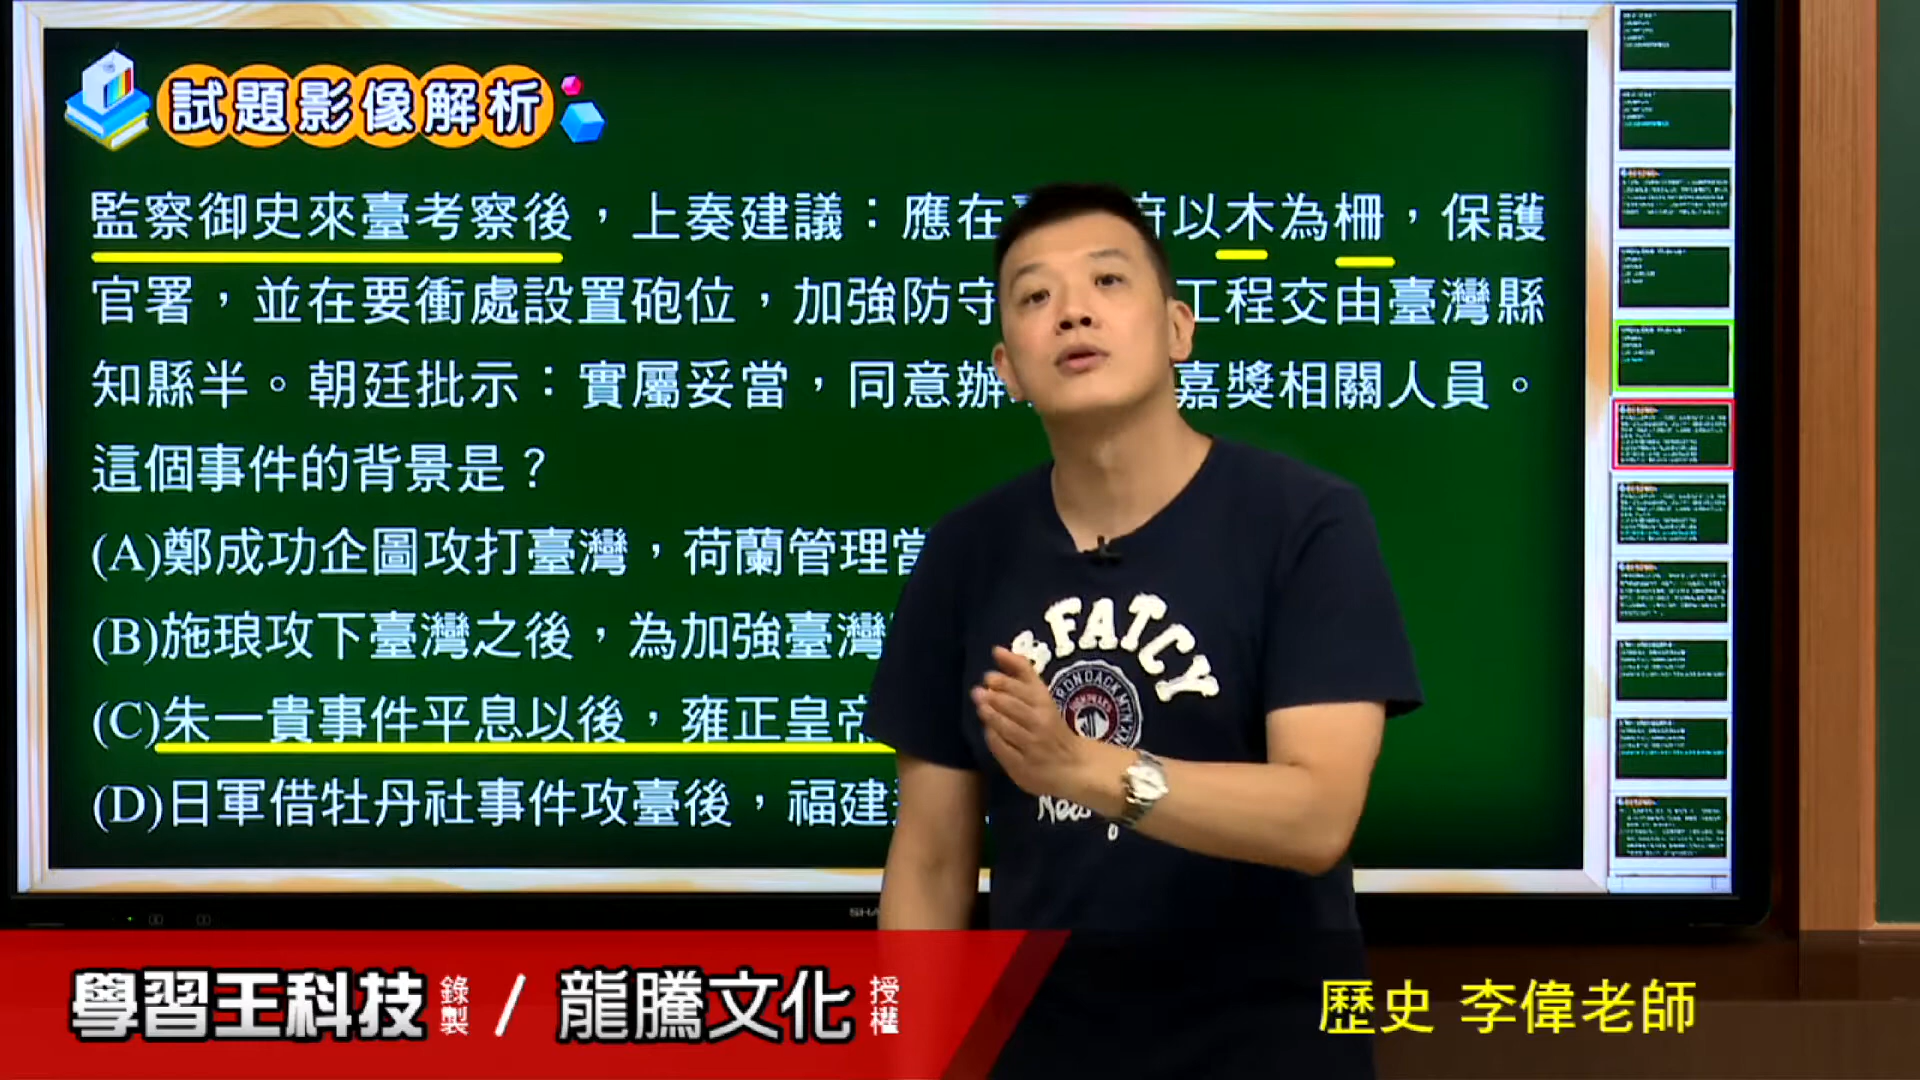 試題影像解析
監察御史來臺考察後，上奏建議：應在 府以木為柵，保護
官署，並在要衝處設置砲位，加強防守 工程交由臺灣縣
知縣半。朝廷批示：實屬妥當，同意辦 嘉獎相關人員。
這個事件的背景是？
(A)鄭成功企圖攻打臺灣，荷蘭管理當
(B)施琅攻下臺灣之後，為加強臺灣
(C)朱一貴事件平息以後，雍正皇帝
(D)日軍借牡丹社事件攻臺後，福建
&FATCY
學習王科技 錄製 / 龍騰文化 授權
歷史 李偉老師